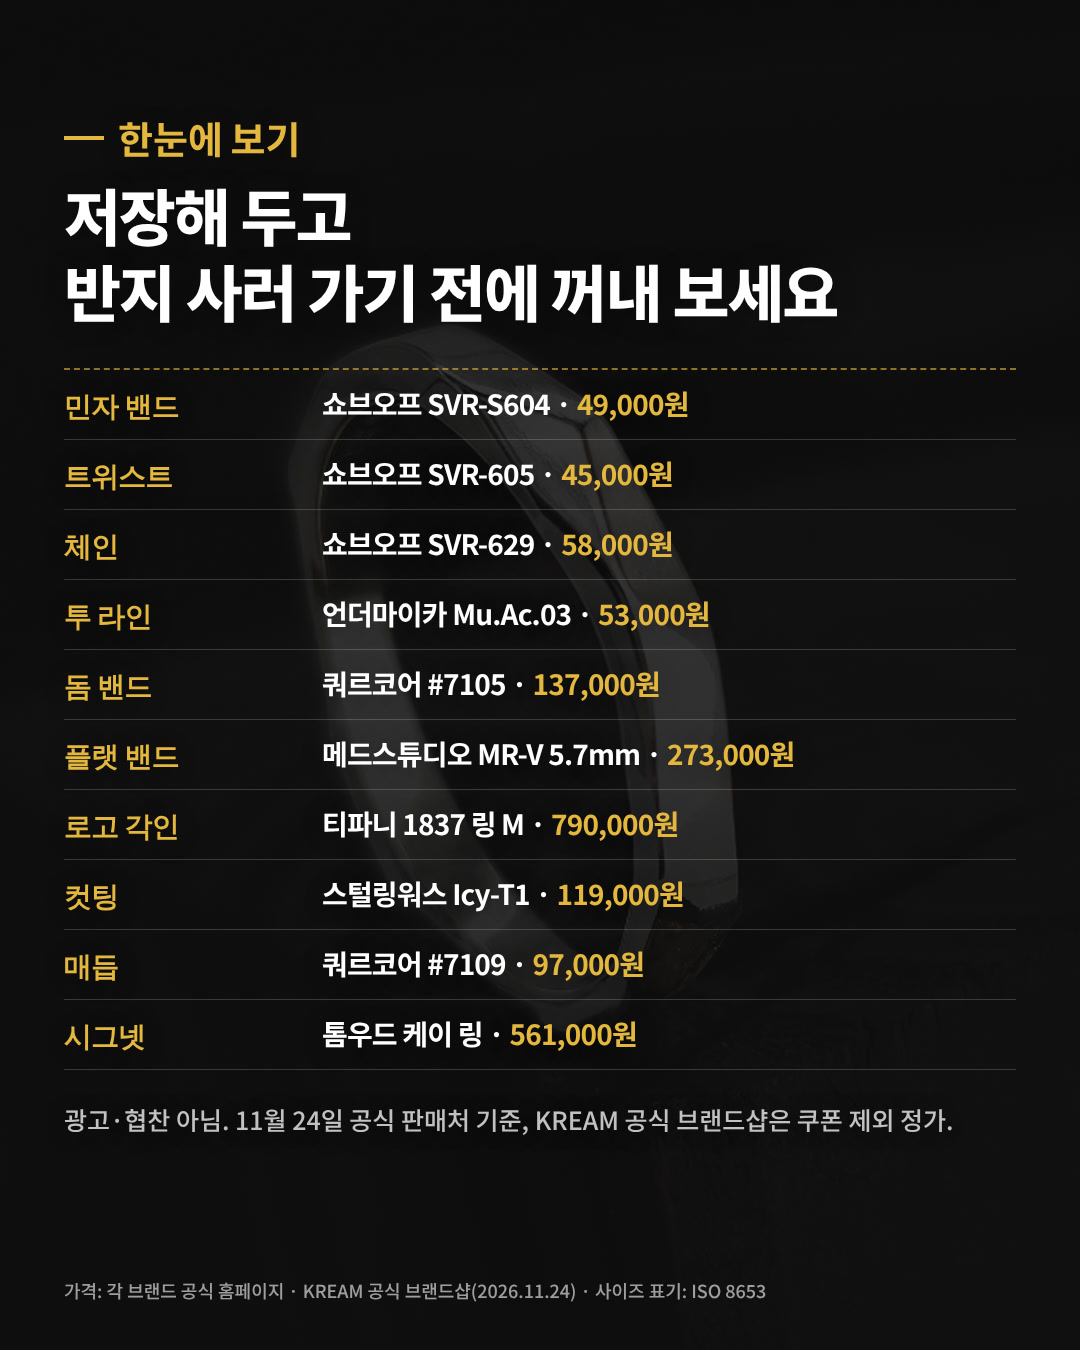 한눈에 보기
저장해 두고
반지 사러 가기 전에 꺼내 보세요
민자 밴드 쇼브오프 SVR-S604 · 49,000원
트위스트 쇼브오프 SVR-605 · 45,000원
체인 쇼브오프 SVR-629 · 58,000원
투 라인 언더마이카 Mu.Ac.03 · 53,000원
돔 밴드 쿼르코어 #7105 · 137,000원
플랫 밴드 메드스튜디오 MR-V 5.7mm · 273,000원
로고 각인 티파니 1837 링 M · 790,000원
컷팅 스털링워스 Icy-T1 · 119,000원
매듭 쿼르코어 #7109 · 97,000원
시그넷 톰우드 케이 링 · 561,000원
광고·협찬 아님. 11월 24일 공식 판매처 기준, KREAM 공식 브랜드샵은 쿠폰 제외 정가.
가격: 각 브랜드 공식 홈페이지 · KREAM 공식 브랜드샵(2026.11.24) · 사이즈 표기: ISO 8653